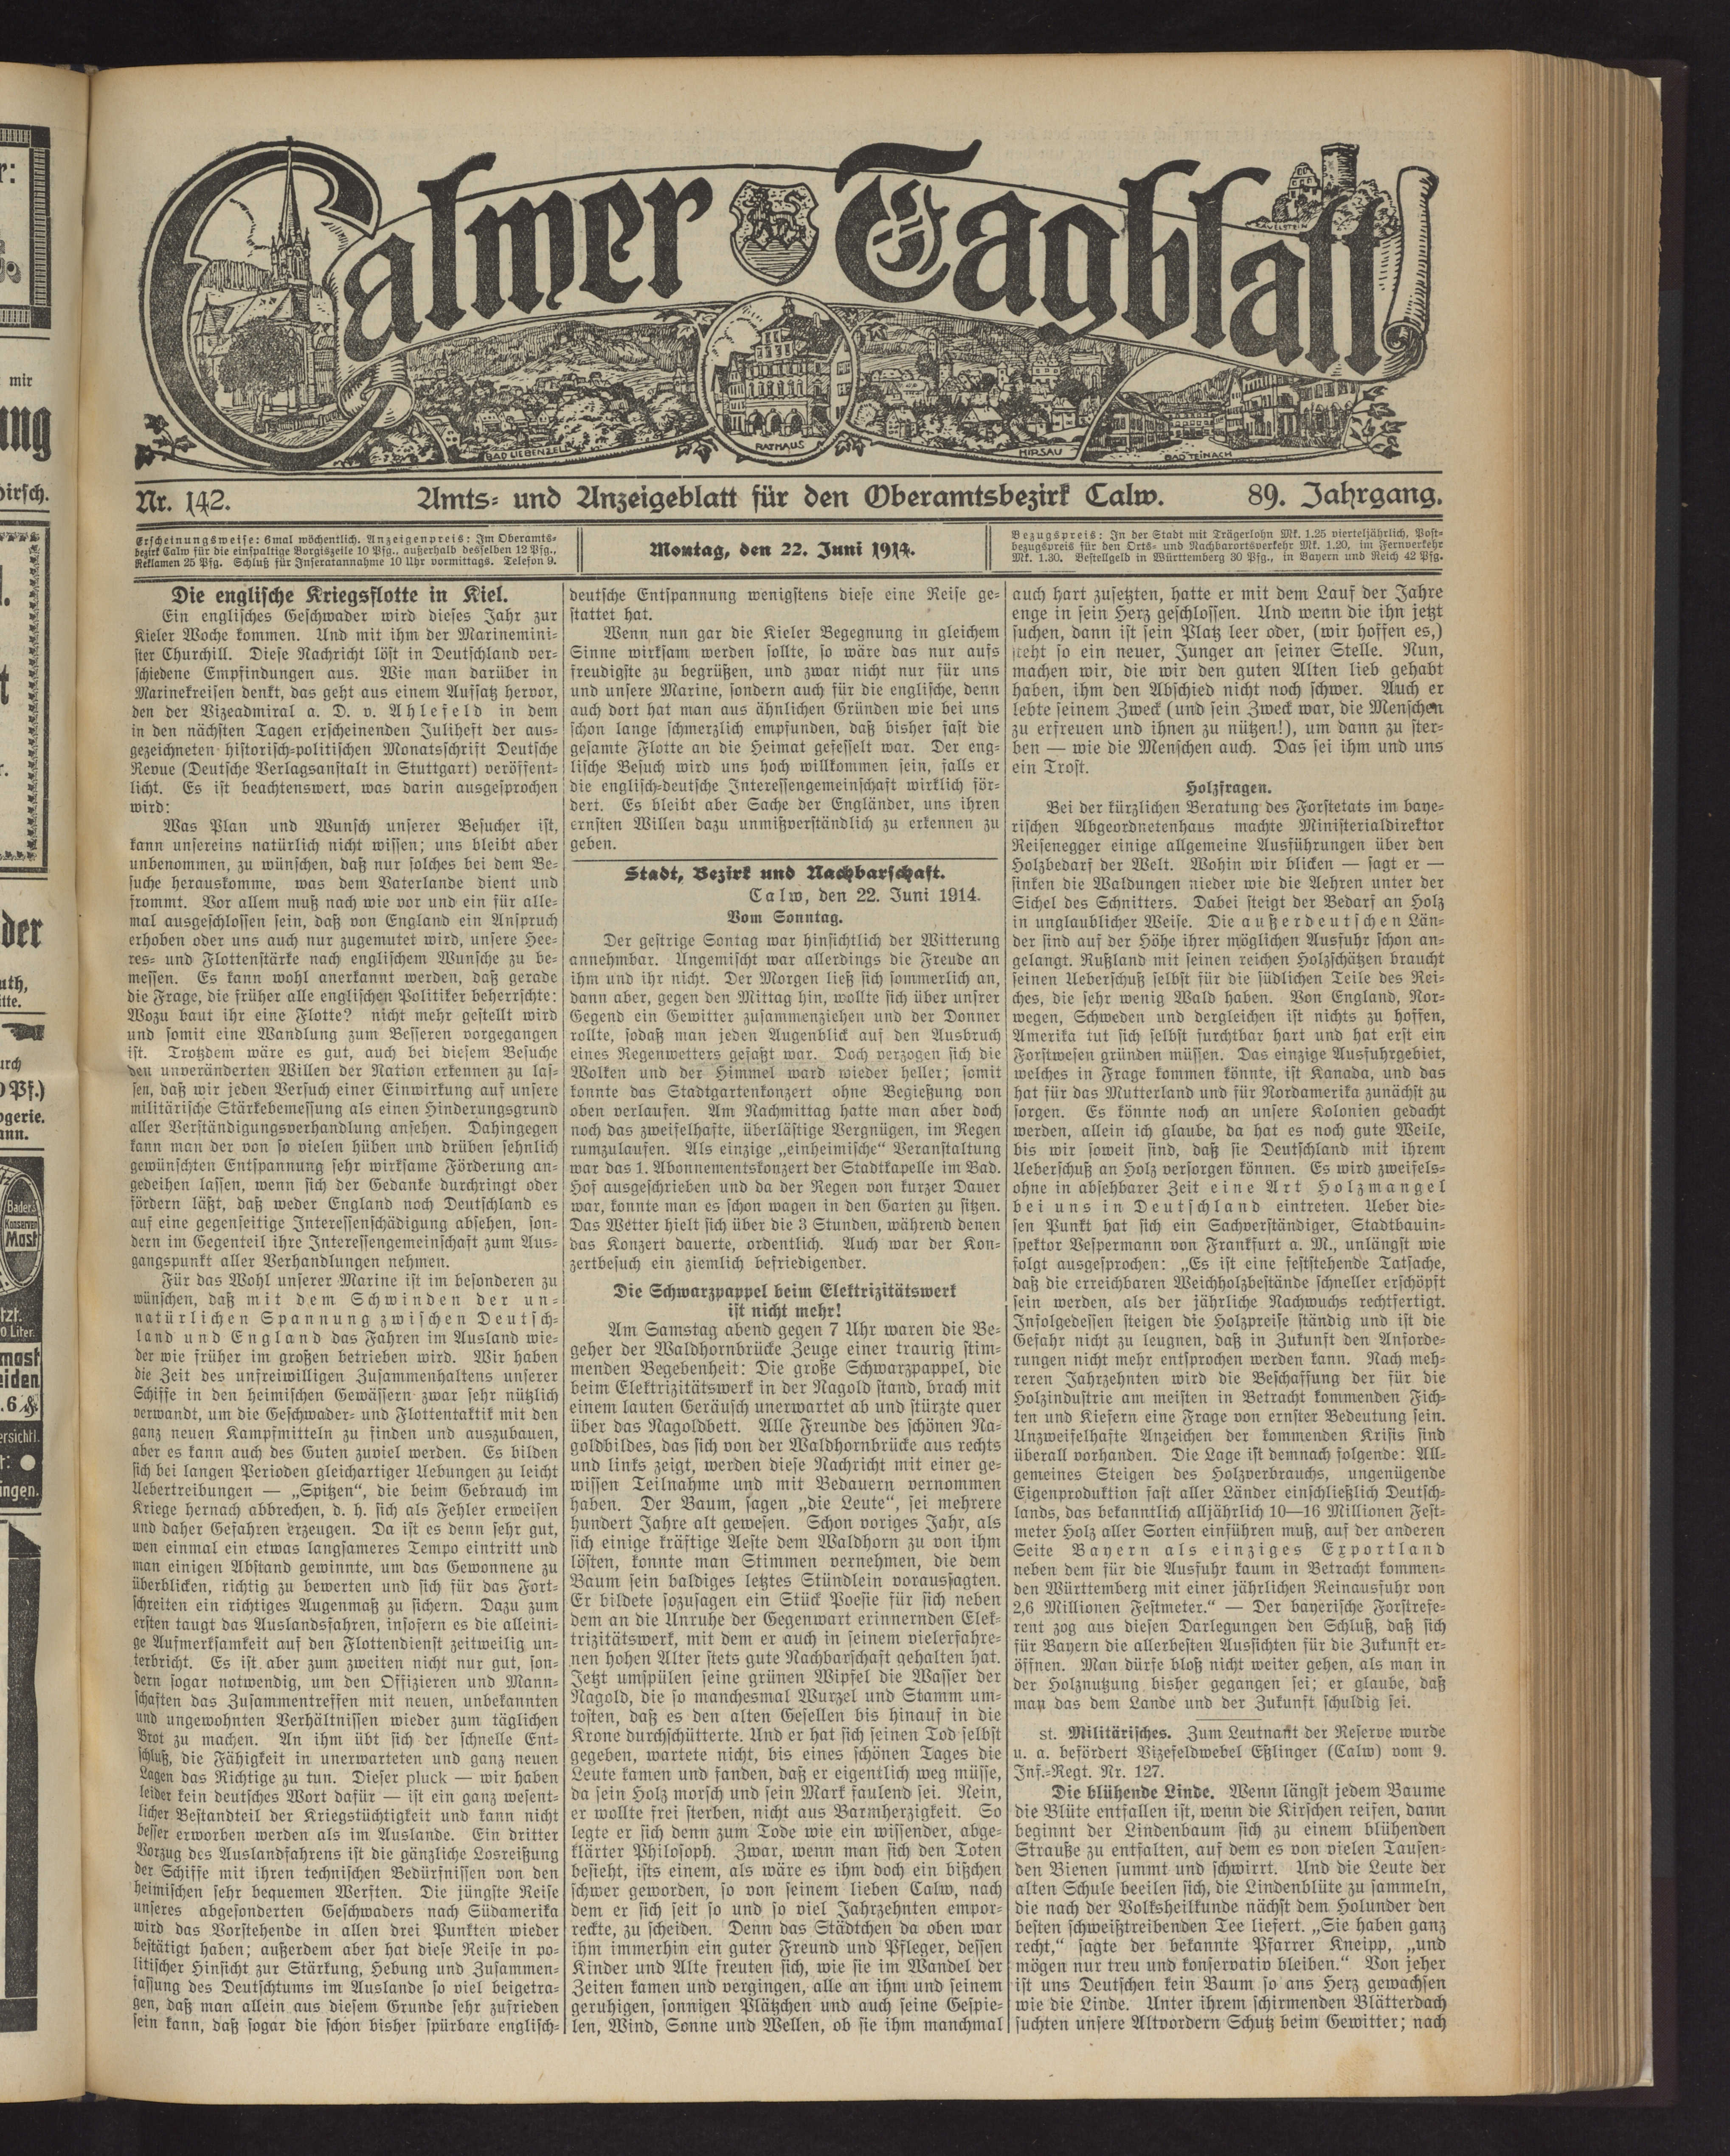 Calwer Tagblatt
ZAVELSTEIN
BAD LIEBENZELL
RATHAUS
HIRSAU
BAD TEINACH
Nr. 142.
Amts- und Anzeigeblatt für den Oberamtsbezirk Calw.
89. Jahrgang.
Erscheinungsweise: 6mal wöchentlich. Anzeigenpreis: Im Oberamts-
bezirk Calw für die einspaltige Borgiszeile 10 Pfg., außerhalb desselben 12 Pfg.,
Reklamen 25 Pfg. Schluß für Inseratannahme 10 Uhr vormittags. Telefon 9.
Montag, den 22. Juni 1914.
Bezugspreis: In der Stadt mit Trägerlohn Mk. 1.25 vierteljährlich, Post-
bezugspreis für den Orts- und Nachbarortsverkehr Mk. 1.20, im Fernverkehr
Mk. 1.30. Bestellgeld in Württemberg 30 Pfg., in Bayern und Reich 42 Pfg.
Die englische Kriegsflotte in Kiel.
Ein englisches Geschwader wird dieses Jahr zur
Kieler Woche kommen. Und mit ihm der Marinemini-
ster Churchill. Diese Nachricht löst in Deutschland ver-
schiedene Empfindungen aus. Wie man darüber in
Marinekreisen denkt, das geht aus einem Aufsatz hervor,
den der Vizeadmiral a. D. v. Ahlefeld in dem
in den nächsten Tagen erscheinenden Juliheft der aus-
gezeichneten historisch-politischen Monatsschrift Deutsche
Revue (Deutsche Verlagsanstalt in Stuttgart) veröffent-
licht. Es ist beachtenswert, was darin ausgesprochen
wird:
Was Plan und Wunsch unserer Besucher ist,
kann unsereins natürlich nicht wissen; uns bleibt aber
unbenommen, zu wünschen, daß nur solches bei dem Be-
suche herauskomme, was dem Vaterlande dient und
frommt. Vor allem muß nach wie vor und ein für alle-
mal ausgeschlossen sein, daß von England ein Anspruch
erhoben oder uns auch nur zugemutet wird, unsere Hee-
res- und Flottenstärke nach englischem Wunsche zu be-
messen. Es kann wohl anerkannt werden, daß gerade
die Frage, die früher alle englischen Politiker beherrschte:
Wozu baut ihr eine Flotte? nicht mehr gestellt wird
und somit eine Wandlung zum Besseren vorgegangen
ist. Trotzdem wäre es gut, auch bei diesem Besuche
den unveränderten Willen der Nation erkennen zu las-
sen, daß wir jeden Versuch einer Einwirkung auf unsere
militärische Stärkebemessung als einen Hinderungsgrund
aller Verständigungsverhandlung ansehen. Dahingegen
kann man der von so vielen hüben und drüben sehnlich
gewünschten Entspannung sehr wirksame Förderung an-
gedeihen lassen, wenn sich der Gedanke durchringt oder
fördern läßt, daß weder England noch Deutschland es
auf eine gegenseitige Interessenschädigung absehen, son-
dern im Gegenteil ihre Interessengemeinschaft zum Aus-
gangspunkt aller Verhandlungen nehmen.
Für das Wohl unserer Marine ist im besonderen zu
wünschen, daß mit dem Schwinden der un-
natürlichen Spannung zwischen Deutsch-
land und England das Fahren im Ausland wie-
der wie früher im großen betrieben wird. Wir haben
die Zeit des unfreiwilligen Zusammenhaltens unserer
Schiffe in den heimischen Gewässern zwar sehr nützlich
verwandt, um die Geschwader- und Flottentaktik mit den
ganz neuen Kampfmitteln zu finden und auszubauen,
aber es kann auch des Guten zuviel werden. Es bilden
sich bei langen Perioden gleichartiger Uebungen zu leicht
Uebertreibungen — „Spitzen“, die beim Gebrauch im
Kriege hernach abbrechen, d. h. sich als Fehler erweisen
und daher Gefahren erzeugen. Da ist es denn sehr gut,
wen einmal ein etwas langsameres Tempo eintritt und
man einigen Abstand gewinnte, um das Gewonnene zu
überblicken, richtig zu bewerten und sich für das Fort-
schreiten ein richtiges Augenmaß zu sichern. Dazu zum
ersten taugt das Auslandsfahren, insofern es die alleini-
ge Aufmerksamkeit auf den Flottendienst zeitweilig un-
terbricht. Es ist aber zum zweiten nicht nur gut, son-
dern sogar notwendig, um den Offizieren und Mann-
schaften das Zusammentreffen mit neuen, unbekannten
und ungewohnten Verhältnissen wieder zum täglichen
Brot zu machen. An ihm übt sich der schnelle Ent-
schluß, die Fähigkeit in unerwarteten und ganz neuen
Lagen das Richtige zu tun. Dieser pluck — wir haben
leider kein deutsches Wort dafür — ist ein ganz wesent-
licher Bestandteil der Kriegstüchtigkeit und kann nicht
besser erworben werden als im Auslande. Ein dritter
Vorzug des Auslandfahrens ist die gänzliche Losreißung
der Schiffe mit ihren technischen Bedürfnissen von den
heimischen sehr bequemen Werften. Die jüngste Reise
unseres abgesonderten Geschwaders nach Südamerika
wird das Vorstehende in allen drei Punkten wieder
bestätigt haben; außerdem aber hat diese Reise in po-
litischer Hinsicht zur Stärkung, Hebung und Zusammen-
fassung des Deutschtums im Auslande so viel beigetra-
gen, daß man allein aus diesem Grunde sehr zufrieden
sein kann, daß sogar die schon bisher spürbare englisch-
deutsche Entspannung wenigstens diese eine Reise ge-
stattet hat.
Wenn nun gar die Kieler Begegnung in gleichem
Sinne wirksam werden sollte, so wäre das nur aufs
freudigste zu begrüßen, und zwar nicht nur für uns
und unsere Marine, sondern auch für die englische, denn
auch dort hat man aus ähnlichen Gründen wie bei uns
schon lange schmerzlich empfunden, daß bisher fast die
gesamte Flotte an die Heimat gefesselt war. Der eng-
lische Besuch wird uns hoch willkommen sein, falls er
die englisch-deutsche Interessengemeinschaft wirklich för-
dert. Es bleibt aber Sache der Engländer, uns ihren
ernsten Willen dazu unmißverständlich zu erkennen zu
geben.
Stadt, Bezirk und Nachbarschaft.
Calw, den 22. Juni 1914.
Vom Sonntag.
Der gestrige Sontag war hinsichtlich der Witterung
annehmbar. Ungemischt war allerdings die Freude an
ihm und ihr nicht. Der Morgen ließ sich sommerlich an,
dann aber, gegen den Mittag hin, wollte sich über unsrer
Gegend ein Gewitter zusammenziehen und der Donner
rollte, sodaß man jeden Augenblick auf den Ausbruch
eines Regenwetters gefaßt war. Doch verzogen sich die
Wolken und der Himmel ward wieder heller; somit
konnte das Stadtgartenkonzert ohne Begießung von
oben verlaufen. Am Nachmittag hatte man aber doch
noch das zweifelhafte, überlästige Vergnügen, im Regen
rumzulaufen. Als einzige „einheimische“ Veranstaltung
war das 1. Abonnementskonzert der Stadtkapelle im Bad.
Hof ausgeschrieben und da der Regen von kurzer Dauer
war, konnte man es schon wagen in den Garten zu sitzen.
Das Wetter hielt sich über die 3 Stunden, während denen
das Konzert dauerte, ordentlich. Auch war der Kon-
zertbesuch ein ziemlich befriedigender.
Die Schwarzpappel beim Elektrizitätswerk
ist nicht mehr!
Am Samstag abend gegen 7 Uhr waren die Be-
geher der Waldhornbrücke Zeuge einer traurig stim-
menden Begebenheit: Die große Schwarzpappel, die
beim Elektrizitätswerk in der Nagold stand, brach mit
einem lauten Geräusch unerwartet ab und stürzte quer
über das Nagoldbett. Alle Freunde des schönen Na-
goldbildes, das sich von der Waldhornbrücke aus rechts
und links zeigt, werden diese Nachricht mit einer ge-
wissen Teilnahme und mit Bedauern vernommen
haben. Der Baum, sagen „die Leute“, sei mehrere
hundert Jahre alt gewesen. Schon voriges Jahr, als
sich einige kräftige Aeste dem Waldhorn zu von ihm
lösten, konnte man Stimmen vernehmen, die dem
Baum sein baldiges letztes Stündlein voraussagten.
Er bildete sozusagen ein Stück Poesie für sich neben
dem an die Unruhe der Gegenwart erinnernden Elek-
trizitätswerk, mit dem er auch in seinem vielerfahre-
nen hohen Alter stets gute Nachbarschaft gehalten hat.
Jetzt umspülen seine grünen Wipfel die Wasser der
Nagold, die so manchesmal Wurzel und Stamm um-
tosten, daß es den alten Gesellen bis hinauf in die
Krone durchschütterte. Und er hat sich seinen Tod selbst
gegeben, wartete nicht, bis eines schönen Tages die
Leute kamen und fanden, daß er eigentlich weg müsse,
da sein Holz morsch und sein Mark faulend sei. Nein,
er wollte frei sterben, nicht aus Barmherzigkeit. So
legte er sich denn zum Tode wie ein wissender, abge-
klärter Philosoph. Zwar, wenn man sich den Toten
besieht, ists einem, als wäre es ihm doch ein bißchen
schwer geworden, so von seinem lieben Calw, nach
dem er sich seit so und so viel Jahrzehnten empor-
reckte, zu scheiden. Denn das Städtchen da oben war
ihm immerhin ein guter Freund und Pfleger, dessen
Kinder und Alte freuten sich, wie sie im Wandel der
Zeiten kamen und vergingen, alle an ihm und seinem
geruhigen, sonnigen Plätzchen und auch seine Gespie-
len, Wind, Sonne und Wellen, ob sie ihm manchmal
auch hart zusetzten, hatte er mit dem Lauf der Jahre
enge in sein Herz geschlossen. Und wenn die ihn jetzt
suchen, dann ist sein Platz leer oder, (wir hoffen es,)
steht so ein neuer, Junger an seiner Stelle. Nun,
machen wir, die wir den guten Alten lieb gehabt
haben, ihm den Abschied nicht noch schwer. Auch er
lebte seinem Zweck (und sein Zweck war, die Menschen
zu erfreuen und ihnen zu nützen!), um dann zu ster-
ben — wie die Menschen auch. Das sei ihm und uns
ein Trost.
Holzfragen.
Bei der kürzlichen Beratung des Forstetats im baye-
rischen Abgeordnetenhaus machte Ministerialdirektor
Reisenegger einige allgemeine Ausführungen über den
Holzbedarf der Welt. Wohin wir blicken — sagt er —
sinken die Waldungen nieder wie die Aehren unter der
Sichel des Schnitters. Dabei steigt der Bedarf an Holz
in unglaublicher Weise. Die außerdeutschen Län-
der sind auf der Höhe ihrer möglichen Ausfuhr schon an-
gelangt. Rußland mit seinen reichen Holzschätzen braucht
seinen Ueberschuß selbst für die südlichen Teile des Rei-
ches, die sehr wenig Wald haben. Von England, Nor-
wegen, Schweden und dergleichen ist nichts zu hoffen,
Amerika tut sich selbst furchtbar hart und hat erst ein
Forstwesen gründen müssen. Das einzige Ausfuhrgebiet,
welches in Frage kommen könnte, ist Kanada, und das
hat für das Mutterland und für Nordamerika zunächst zu
sorgen. Es könnte noch an unsere Kolonien gedacht
werden, allein ich glaube, da hat es noch gute Weile,
bis wir soweit sind, daß sie Deutschland mit ihrem
Ueberschuß an Holz versorgen können. Es wird zweifels-
ohne in absehbarer Zeit eine Art Holzmangel
bei uns in Deutschland eintreten. Ueber die-
sen Punkt hat sich ein Sachverständiger, Stadtbauin-
spektor Vespermann von Frankfurt a. M., unlängst wie
folgt ausgesprochen: „Es ist eine feststehende Tatsache,
daß die erreichbaren Weichholzbestände schneller erschöpft
sein werden, als der jährliche Nachwuchs rechtfertigt.
Infolgedessen steigen die Holzpreise ständig und ist die
Gefahr nicht zu leugnen, daß in Zukunft den Anforde-
rungen nicht mehr entsprochen werden kann. Nach meh-
reren Jahrzehnten wird die Beschaffung der für die
Holzindustrie am meisten in Betracht kommenden Fich-
ten und Kiefern eine Frage von ernster Bedeutung sein.
Unzweifelhafte Anzeichen der kommenden Krisis sind
überall vorhanden. Die Lage ist demnach folgende: All-
gemeines Steigen des Holzverbrauchs, ungenügende
Eigenproduktion fast aller Länder einschließlich Deutsch-
lands, das bekanntlich alljährlich 10—16 Millionen Fest-
meter Holz aller Sorten einführen muß, auf der anderen
Seite Bayern als einziges Exportland
neben dem für die Ausfuhr kaum in Betracht kommen-
den Württemberg mit einer jährlichen Reinausfuhr von
2,6 Millionen Festmeter.“ — Der bayerische Forstrefe-
rent zog aus diesen Darlegungen den Schluß, daß sich
für Bayern die allerbesten Aussichten für die Zukunft er-
öffnen. Man dürfe bloß nicht weiter gehen, als man in
der Holznutzung bisher gegangen sei; er glaube, daß
man das dem Lande und der Zukunft schuldig sei.
st. Militärisches. Zum Leutnant der Reserve wurde
u. a. befördert Vizefeldwebel Eßlinger (Calw) vom 9.
Inf.-Regt. Nr. 127.
Die blühende Linde. Wenn längst jedem Baume
die Blüte entfallen ist, wenn die Kirschen reifen, dann
beginnt der Lindenbaum sich zu einem blühenden
Strauße zu entfalten, auf dem es von vielen Tausen-
den Bienen summt und schwirrt. Und die Leute der
alten Schule beeilen sich, die Lindenblüte zu sammeln,
die nach der Volksheilkunde nächst dem Holunder den
besten schweißtreibenden Tee liefert. „Sie haben ganz
recht,“ sagte der bekannte Pfarrer Kneipp, „und
mögen nur treu und konservativ bleiben.“ Von jeher
ist uns Deutschen kein Baum so ans Herz gewachsen
wie die Linde. Unter ihrem schirmenden Blätterdach
suchten unsere Altvordern Schutz beim Gewitter; nach